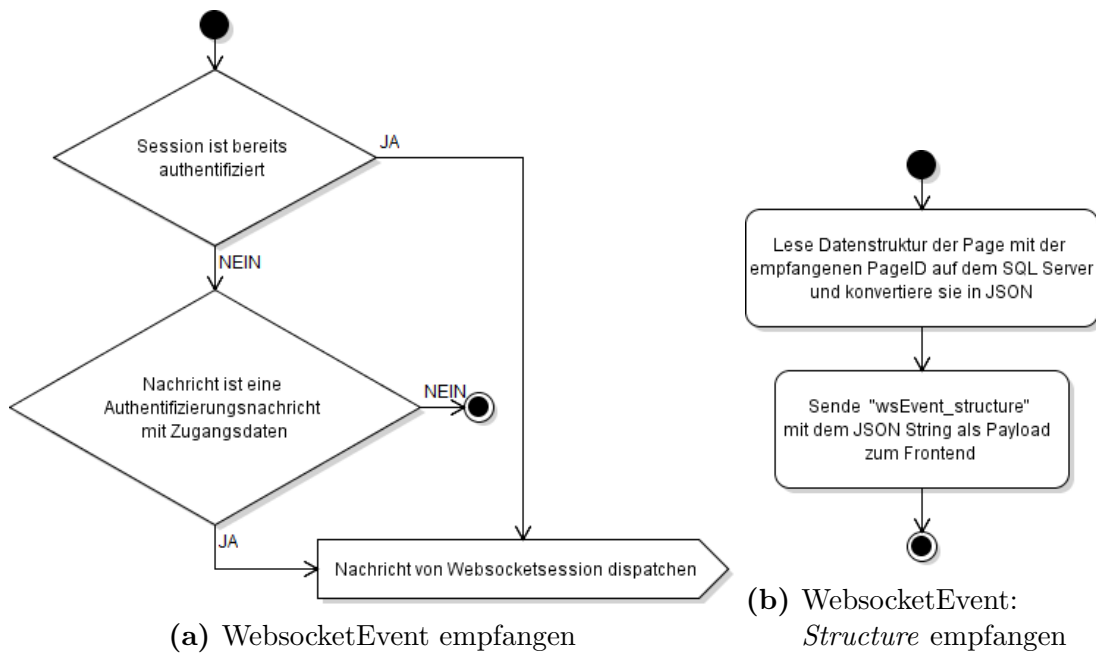 Session ist bereits
authentifiziert
JA
NEIN
Nachricht ist eine
Authentifizierungsnachricht
mit Zugangsdaten
NEIN
JA
Nachricht von Websocketsession dispatchen
(a) WebsocketEvent empfangen
Lese Datenstruktur der Page mit der
empfangenen PageID auf dem SQL Server
und konvertiere sie in JSON
Sende "wsEvent_structure"
mit dem JSON String als Payload
zum Frontend
(b) WebsocketEvent:
Structure empfangen